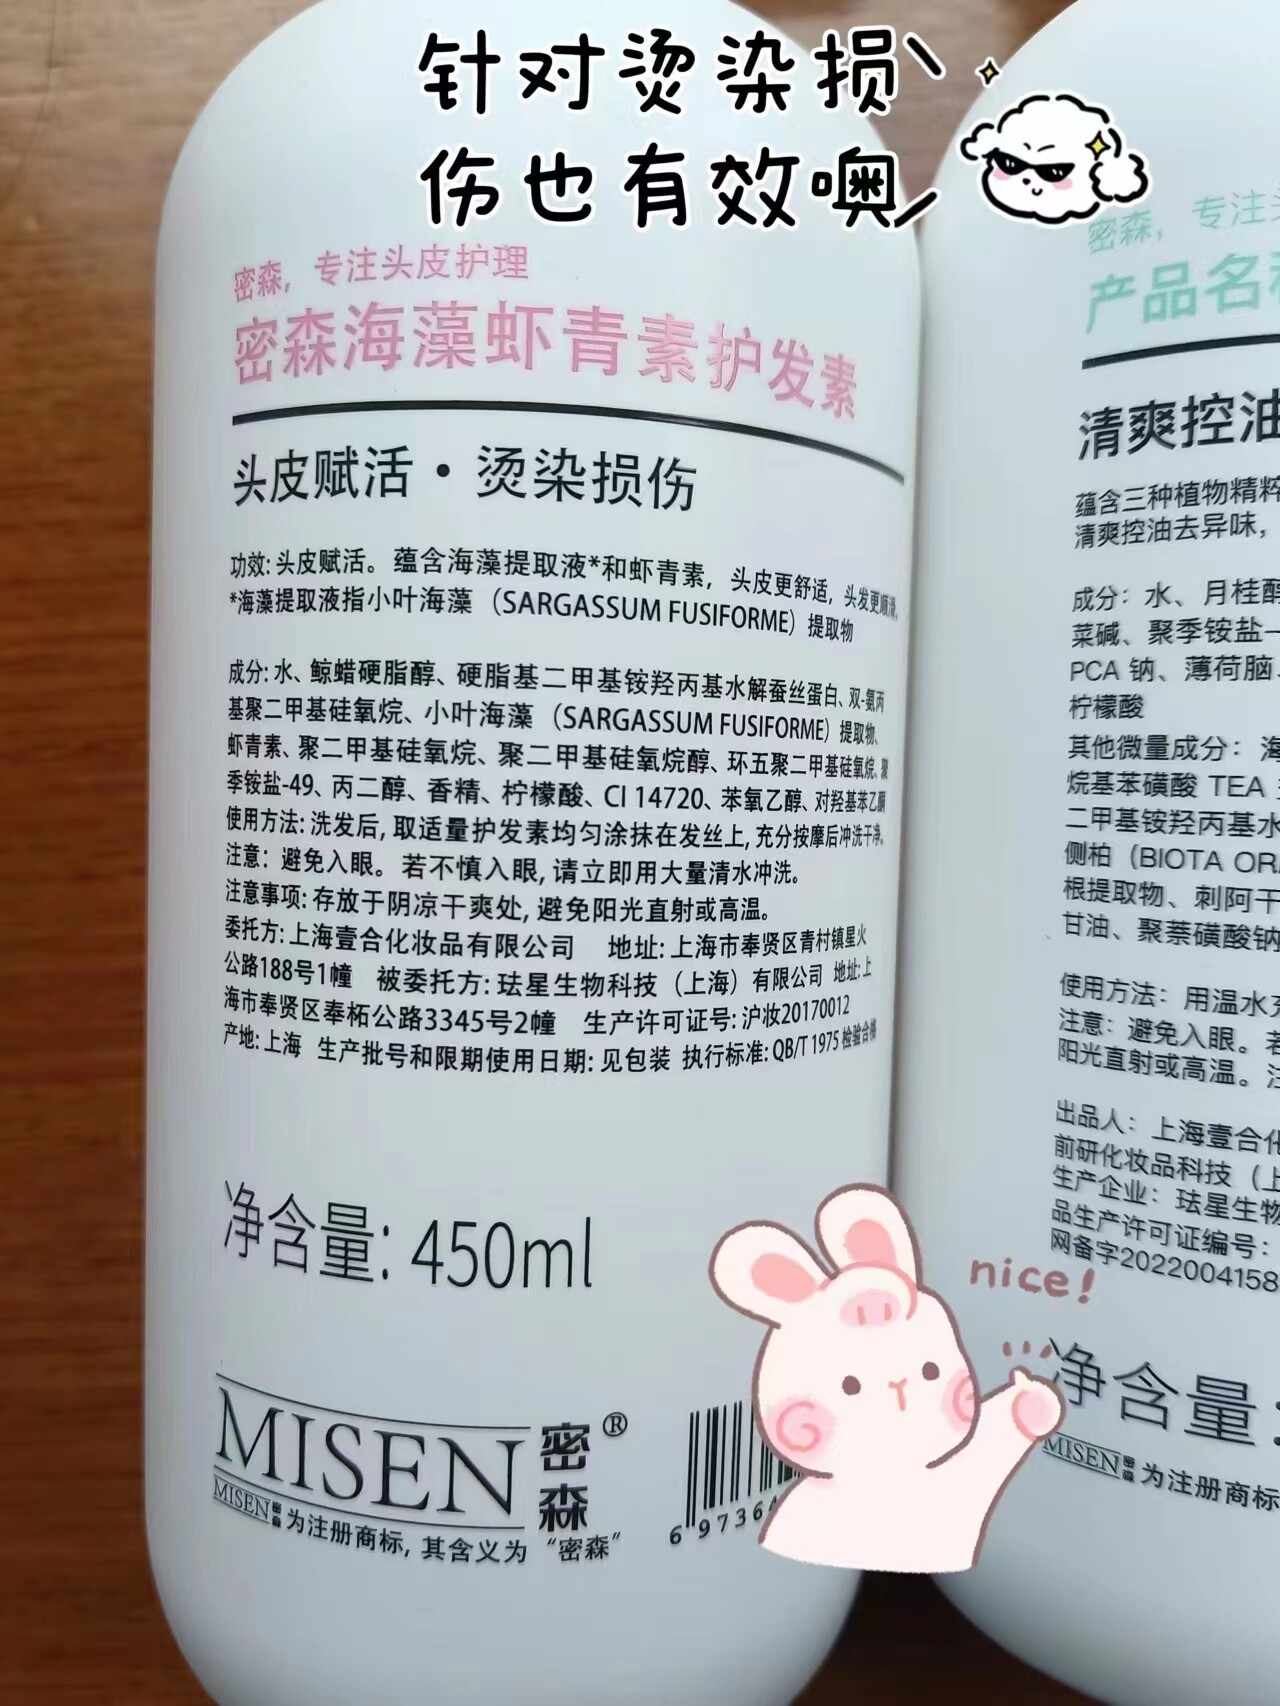 针对烫染损
伤也有效噢
密森，专注头皮护理
密森海藻虾青素护发素
头皮赋活·烫染损伤
功效: 头皮赋活。蕴含海藻提取液*和虾青素，头皮更舒适, 头发更顺滑。
*海藻提取液指小叶海藻（SARGASSUM FUSIFORME）提取物
成分: 水、鲸蜡硬脂醇、硬脂基二甲基铵羟丙基水解蚕丝蛋白、双-氨丙
基聚二甲基硅氧烷、小叶海藻（SARGASSUM FUSIFORME）提取物、
虾青素、聚二甲基硅氧烷、聚二甲基硅氧烷醇、环五聚二甲基硅氧烷、聚
季铵盐-49、丙二醇、香精、柠檬酸、CI 14720、苯氧乙醇、对羟基苯乙酮
使用方法: 洗发后, 取适量护发素均匀涂抹在发丝上, 充分按摩后冲洗干净。
注意：避免入眼。若不慎入眼, 请立即用大量清水冲洗。
注意事项: 存放于阴凉干爽处, 避免阳光直射或高温。
委托方: 上海壹合化妆品有限公司 地址: 上海市奉贤区青村镇星火
公路188号1幢 被委托方: 珐星生物科技（上海）有限公司 地址: 上
海市奉贤区奉柘公路3345号2幢 生产许可证号: 沪妆20170012
产地: 上海 生产批号和限期使用日期: 见包装 执行标准: QB/T 1975 检验合格
净含量: 450ml
MISEN 密森®
MISEN密森为注册商标, 其含义为“密森”
6 9736
密森，专注
产品名
清爽控油
蕴含三种植物精粹
清爽控油去异味，
成分：水、月桂醇
菜碱、聚季铵盐-
PCA 钠、薄荷脑、
柠檬酸
其他微量成分：海
烷基苯磺酸 TEA
二甲基铵羟丙基水
侧柏（BIOTA OR
根提取物、刺阿干
甘油、聚萘磺酸钠
使用方法：用温水
注意：避免入眼。若
阳光直射或高温。
出品人：上海壹合化
前研化妆品科技（上
生产企业：珐星生物
品生产许可证编号：
网备字2022004158
净含量:
MISEN密森为注册商标
nice!